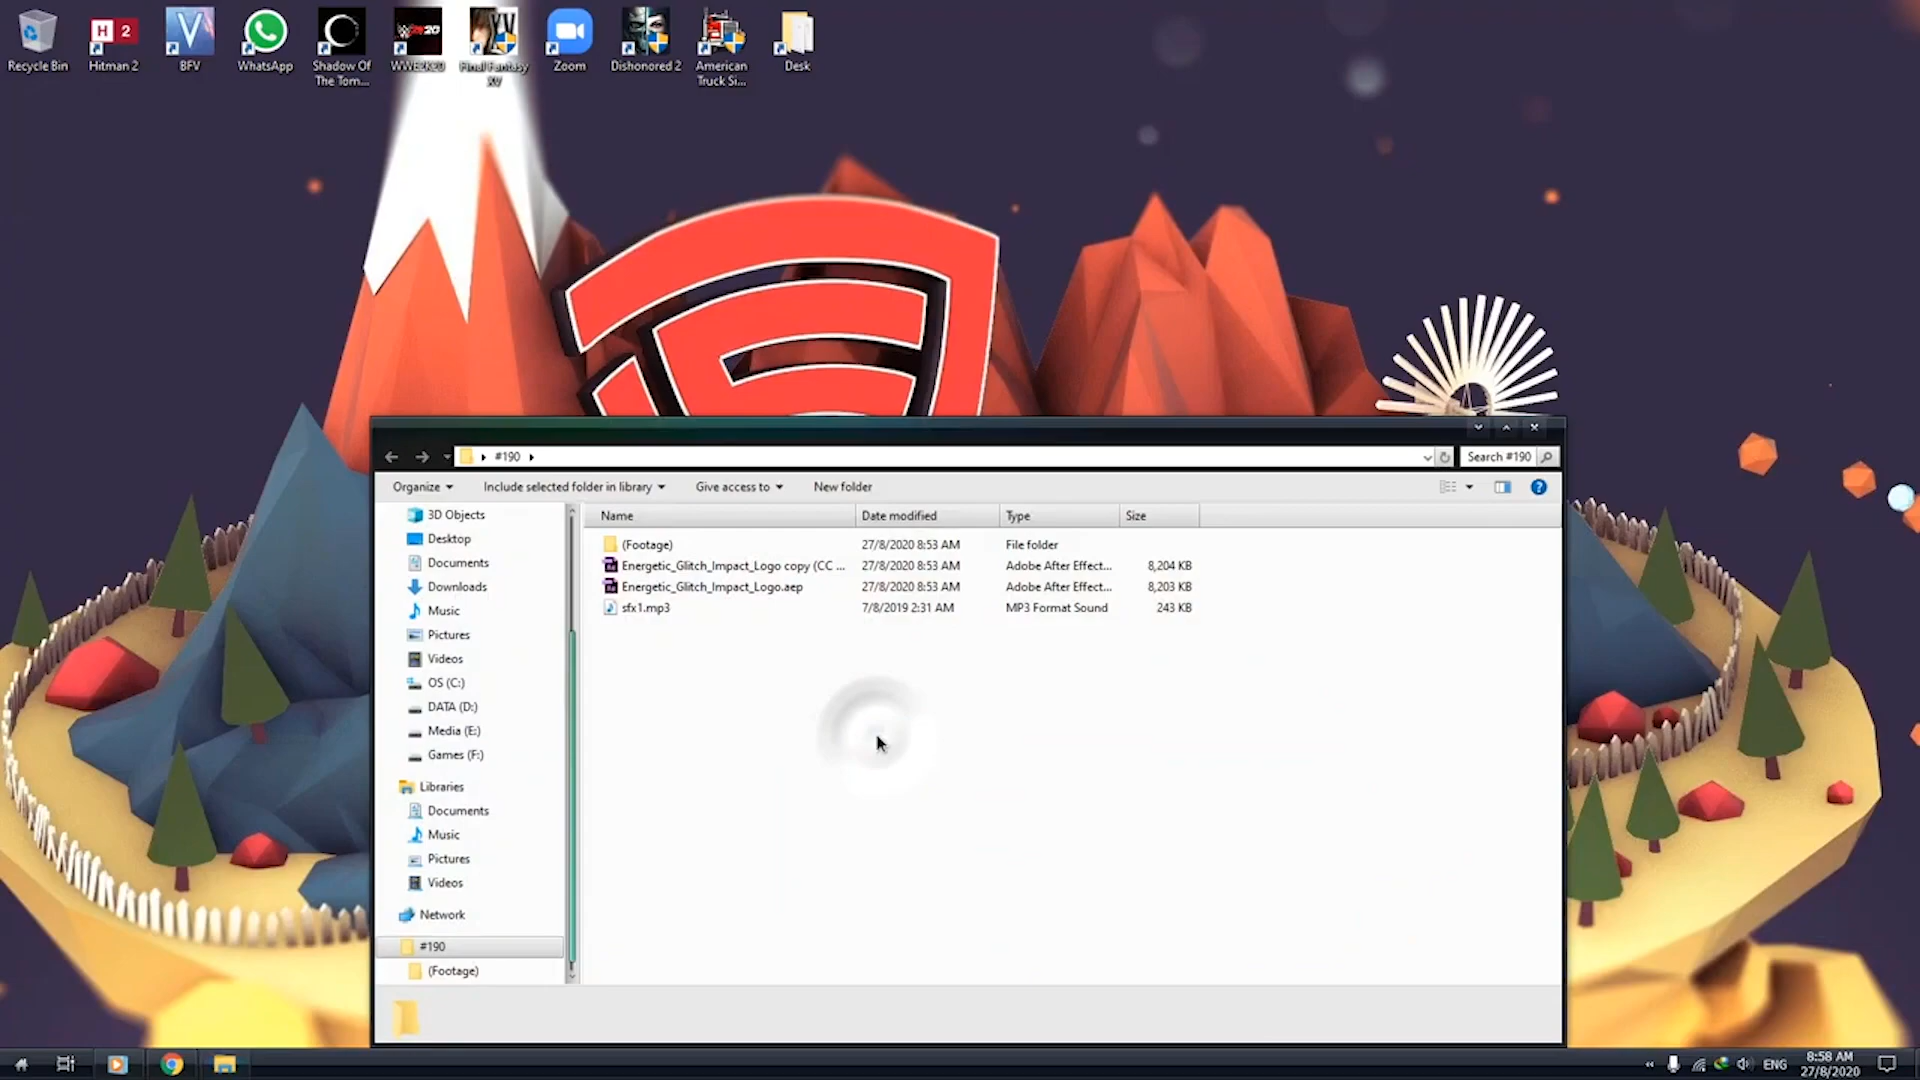 Recycle Bin
Hitman 2
BFV
WhatsApp
Shadow Of
The Tom...
WWE2K20
Final Fantasy
XV
Zoom
Dishonored 2
American
Truck Si...
Desk
#190
Search #190
Organize
Include selected folder in library
Give access to
New folder
Name
Date modified
Type
Size
(Footage)
27/8/2020 8:53 AM
File folder
Energetic_Glitch_Impact_Logo copy (CC ...
27/8/2020 8:53 AM
Adobe After Effect...
8,204 KB
Energetic_Glitch_Impact_Logo.aep
27/8/2020 8:53 AM
Adobe After Effect...
8,203 KB
sfx1.mp3
7/8/2019 2:31 AM
MP3 Format Sound
243 KB
3D Objects
Desktop
Documents
Downloads
Music
Pictures
Videos
OS (C:)
DATA (D:)
Media (E:)
Games (F:)
Libraries
Documents
Music
Pictures
Videos
Network
#190
(Footage)
ENG
8:58 AM
27/8/2020